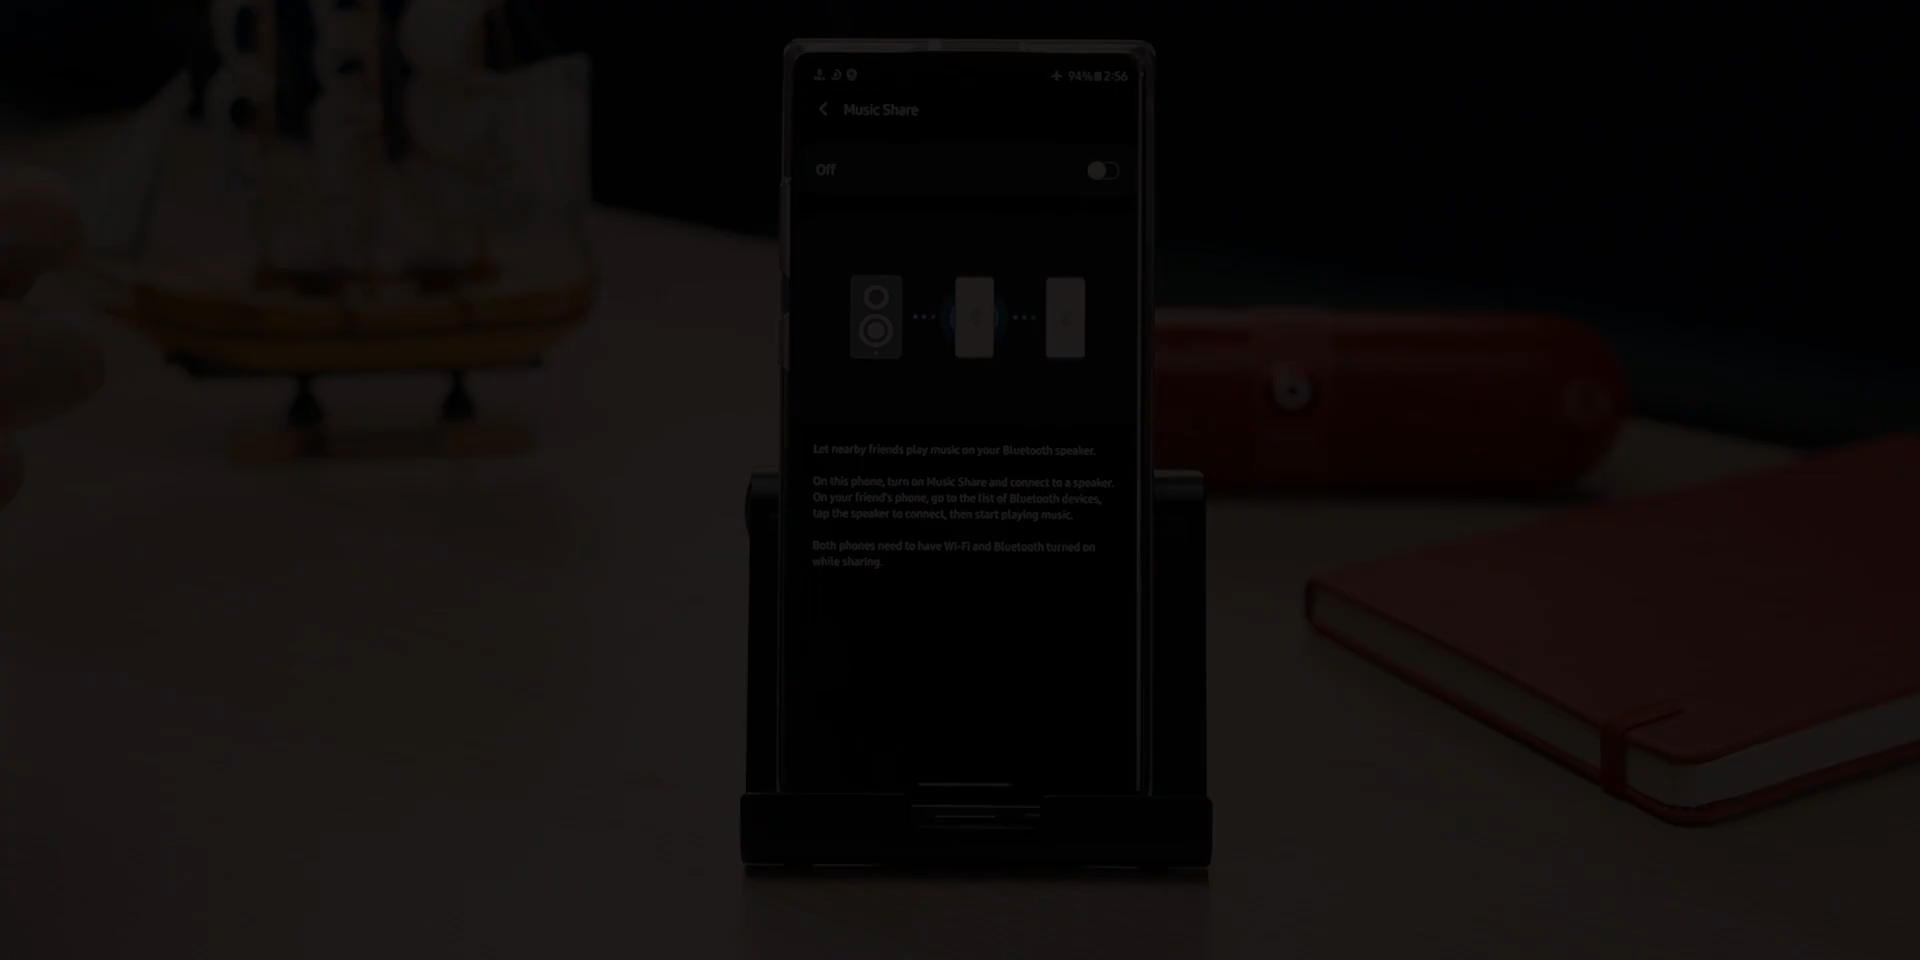 94% 2:56
Music Share
Off
Let nearby friends play music on your Bluetooth speaker.
On this phone, turn on Music Share and connect to a speaker.
On your friend's phone, go to the list of Bluetooth devices,
tap the speaker to connect, then start playing music.
Both phones need to have Wi-Fi and Bluetooth turned on
while sharing.